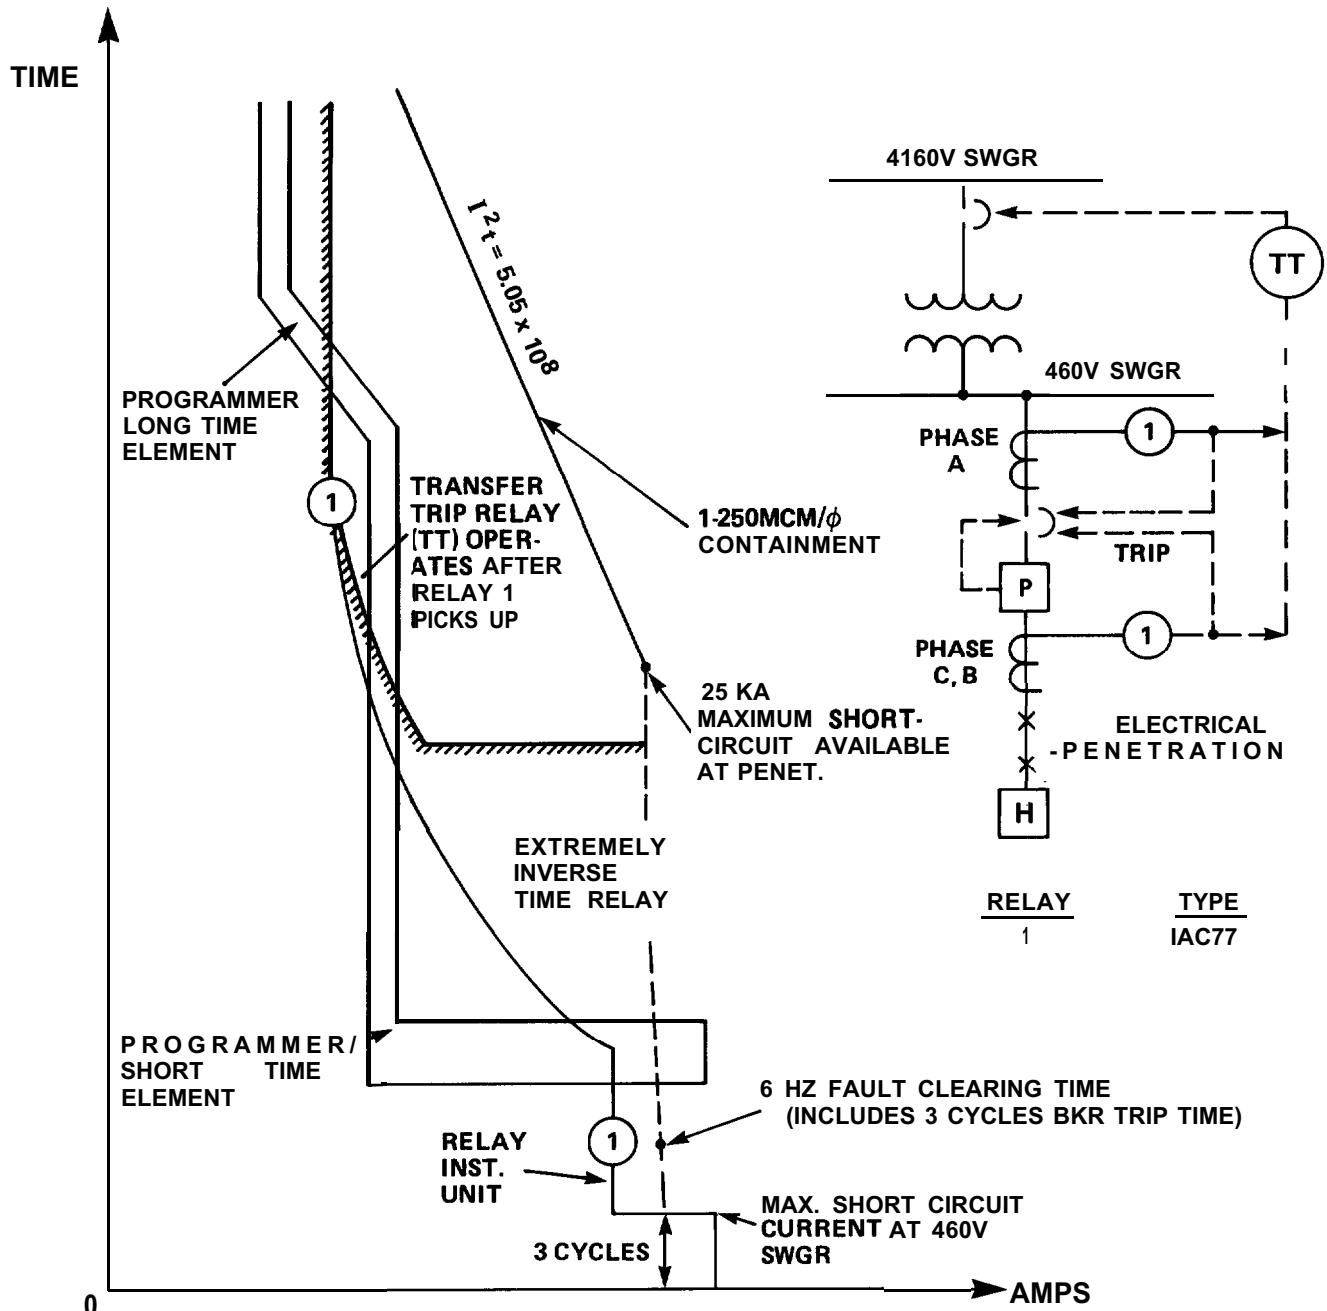 TIME
I²t = 5.05 x 10⁸
PROGRAMMER
LONG TIME
ELEMENT
1
TRANSFER
TRIP RELAY
(TT) OPER-
ATES AFTER
RELAY 1
PICKS UP
1-250MCM/ϕ
CONTAINMENT
25 KA
MAXIMUM SHORT-
CIRCUIT AVAILABLE
AT PENET.
EXTREMELY
INVERSE
TIME RELAY
PROGRAMMER/
SHORT TIME
ELEMENT
6 HZ FAULT CLEARING TIME
(INCLUDES 3 CYCLES BKR TRIP TIME)
1
RELAY
INST.
UNIT
MAX. SHORT CIRCUIT
CURRENT AT 460V
SWGR
3 CYCLES
0
AMPS
4160V SWGR
TT
460V SWGR
PHASE
A
1
TRIP
P
PHASE
C, B
1
ELECTRICAL
-PENETRATION
H
RELAY TYPE
1 IAC77